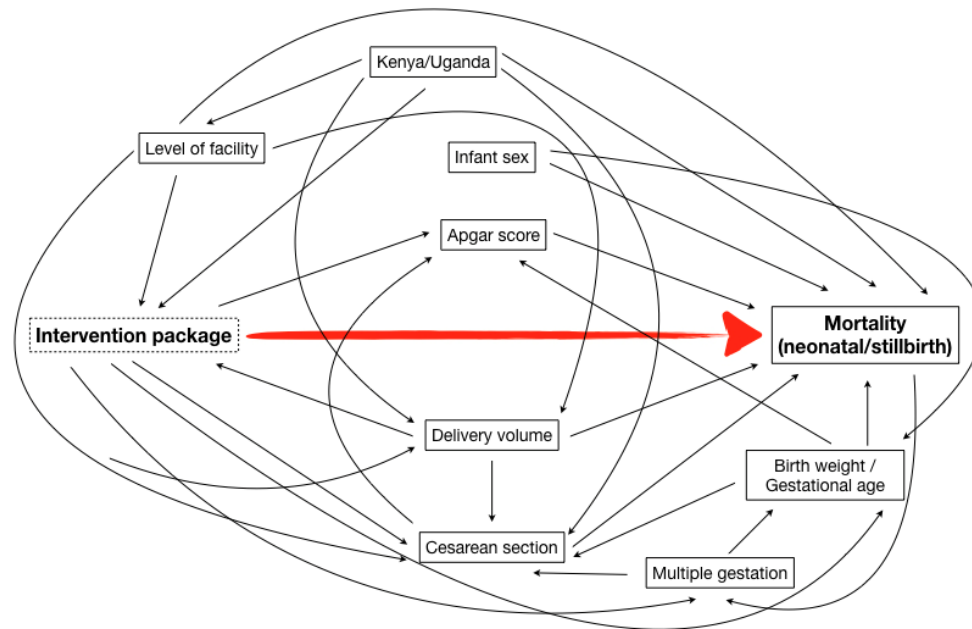 Kenya/Uganda
Level of facility
Infant sex
Apgar score
Intervention package
Mortality
(neonatal/stillbirth)
Delivery volume
Birth weight /
Gestational age
Cesarean section
Multiple gestation